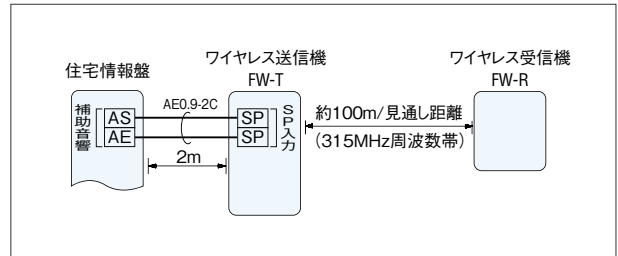 住宅情報盤
補助音響
AS
AE
AE0.9-2C
2m
ワイヤレス送信機
FW-T
SP
SP
SP入力
約100m/見通し距離
(315MHz周波数帯)
ワイヤレス受信機
FW-R